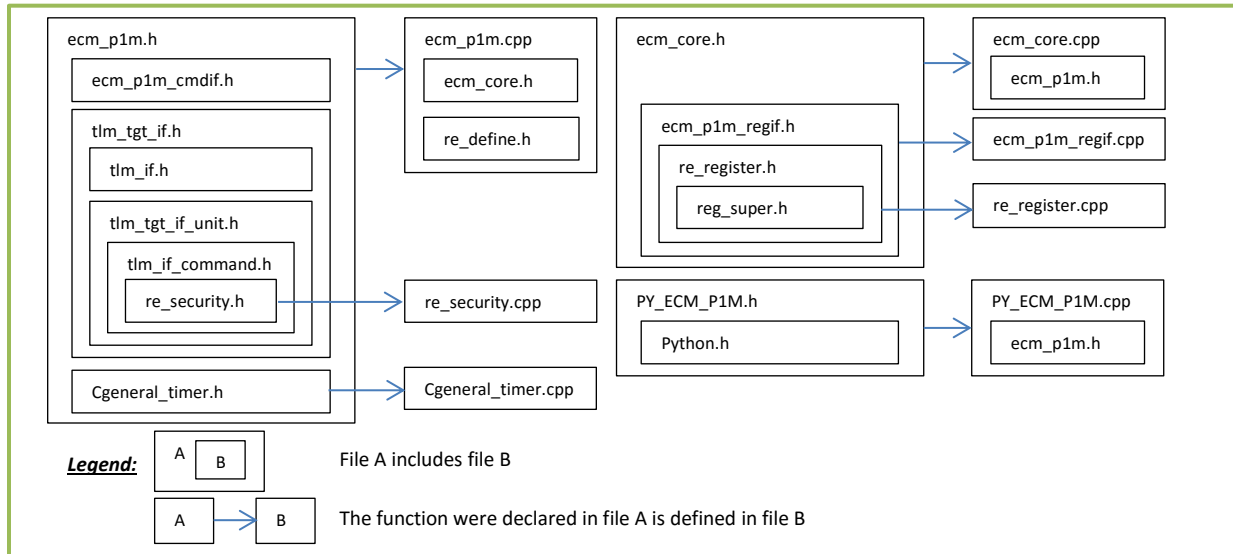 ecm_p1m.h
ecm_p1m_cmdif.h
tlm_tgt_if.h
tlm_if.h
tlm_tgt_if_unit.h
tlm_if_command.h
re_security.h
Cgeneral_timer.h
ecm_p1m.cpp
ecm_core.h
re_define.h
re_security.cpp
Cgeneral_timer.cpp
ecm_core.h
ecm_p1m_regif.h
re_register.h
reg_super.h
ecm_core.cpp
ecm_p1m.h
ecm_p1m_regif.cpp
re_register.cpp
PY_ECM_P1M.h
Python.h
PY_ECM_P1M.cpp
ecm_p1m.h
Legend:
A
B
File A includes file B
A
B
The function were declared in file A is defined in file B